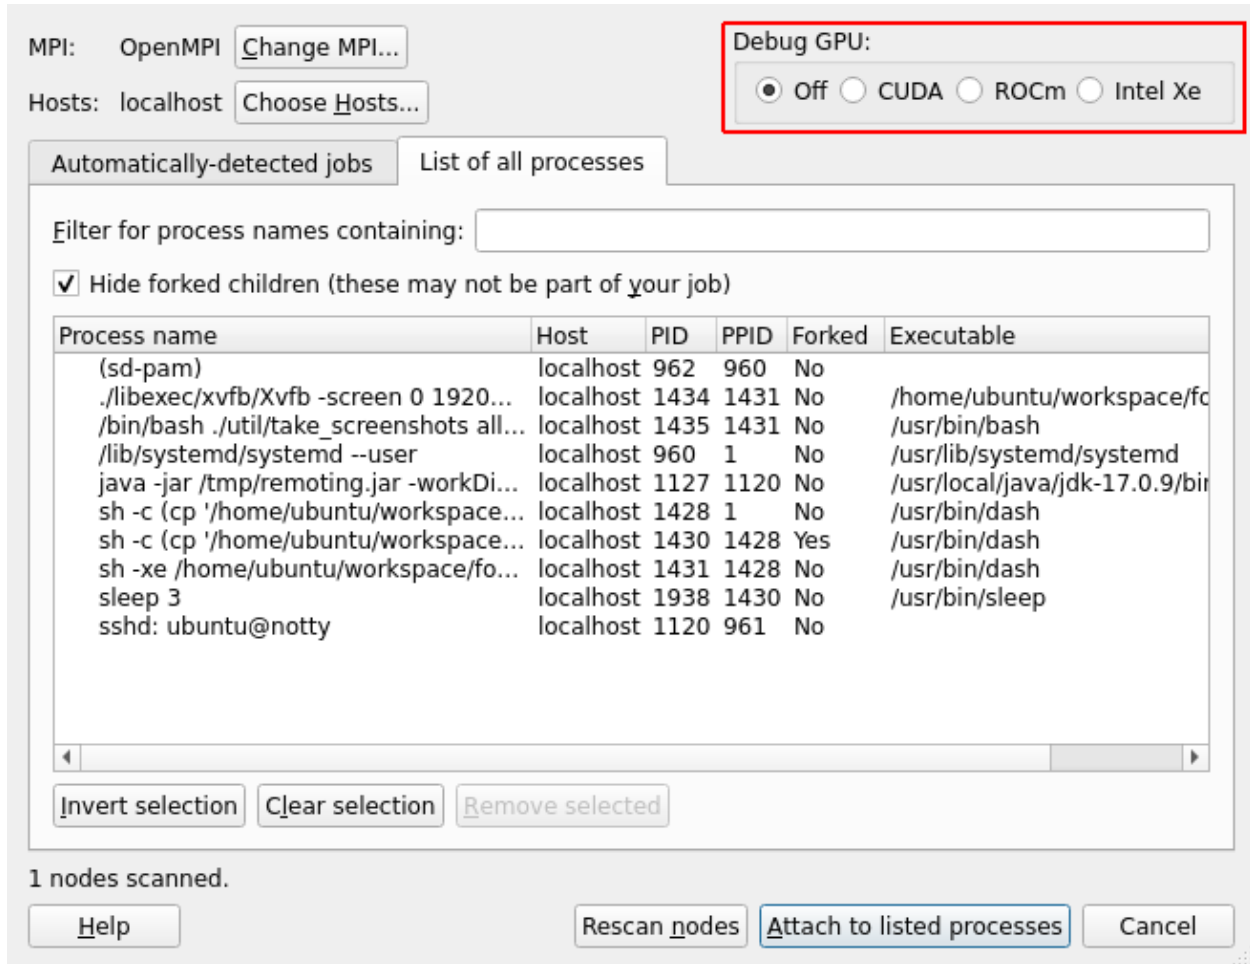 MPI: OpenMPI Change MPI...
Debug GPU:
Off CUDA ROCm Intel Xe
Hosts: localhost Choose Hosts...
Automatically-detected jobs List of all processes
Filter for process names containing:
Hide forked children (these may not be part of your job)
Process name Host PID PPID Forked Executable
(sd-pam) localhost 962 960 No
./libexec/xvfb/Xvfb -screen 0 1920... localhost 1434 1431 No /home/ubuntu/workspace/fo
/bin/bash ./util/take_screenshots all... localhost 1435 1431 No /usr/bin/bash
/lib/systemd/systemd --user localhost 960 1 No /usr/lib/systemd/systemd
java -jar /tmp/remoting.jar -workDi... localhost 1127 1120 No /usr/local/java/jdk-17.0.9/bin
sh -c (cp '/home/ubuntu/workspace... localhost 1428 1 No /usr/bin/dash
sh -c (cp '/home/ubuntu/workspace... localhost 1430 1428 Yes /usr/bin/dash
sh -xe /home/ubuntu/workspace/fo... localhost 1431 1428 No /usr/bin/dash
sleep 3 localhost 1938 1430 No /usr/bin/sleep
sshd: ubuntu@notty localhost 1120 961 No
Invert selection Clear selection Remove selected
1 nodes scanned.
Help Rescan nodes Attach to listed processes Cancel